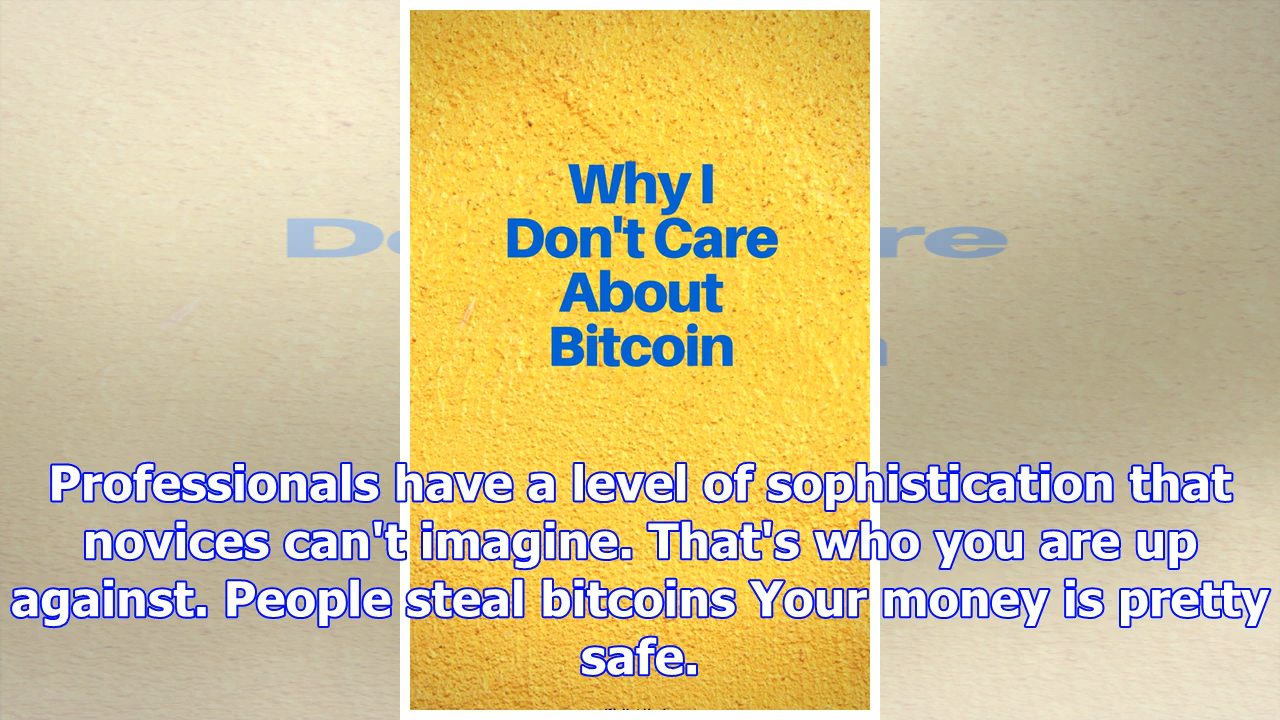 Why I
Don't Care
About
Bitcoin
Professionals have a level of sophistication that
novices can't imagine. That's who you are up
against. People steal bitcoins Your money is pretty
safe.